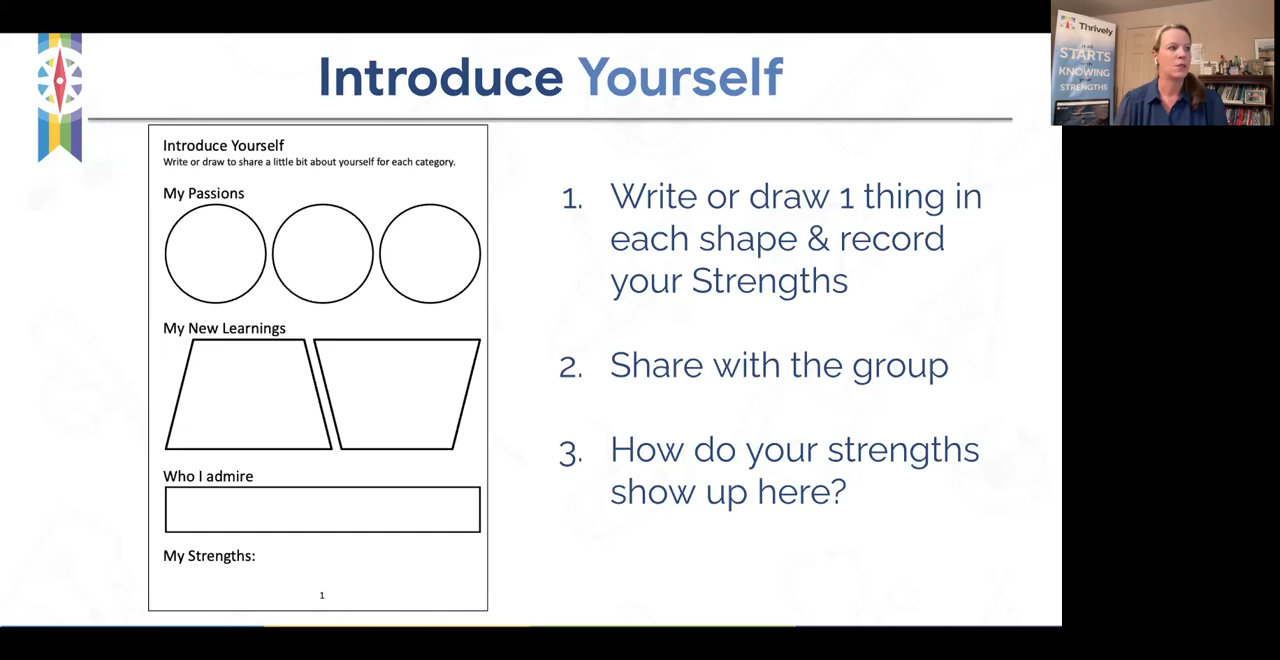 Introduce Yourself
Introduce Yourself
Write or draw to share a little bit about yourself for each category.
My Passions
My New Learnings
Who I admire
My Strengths:
1
1. Write or draw 1 thing in
each shape & record
your Strengths
2. Share with the group
3. How do your strengths
show up here?
Thrively
STARTS
KNOWING
STRENGTHS